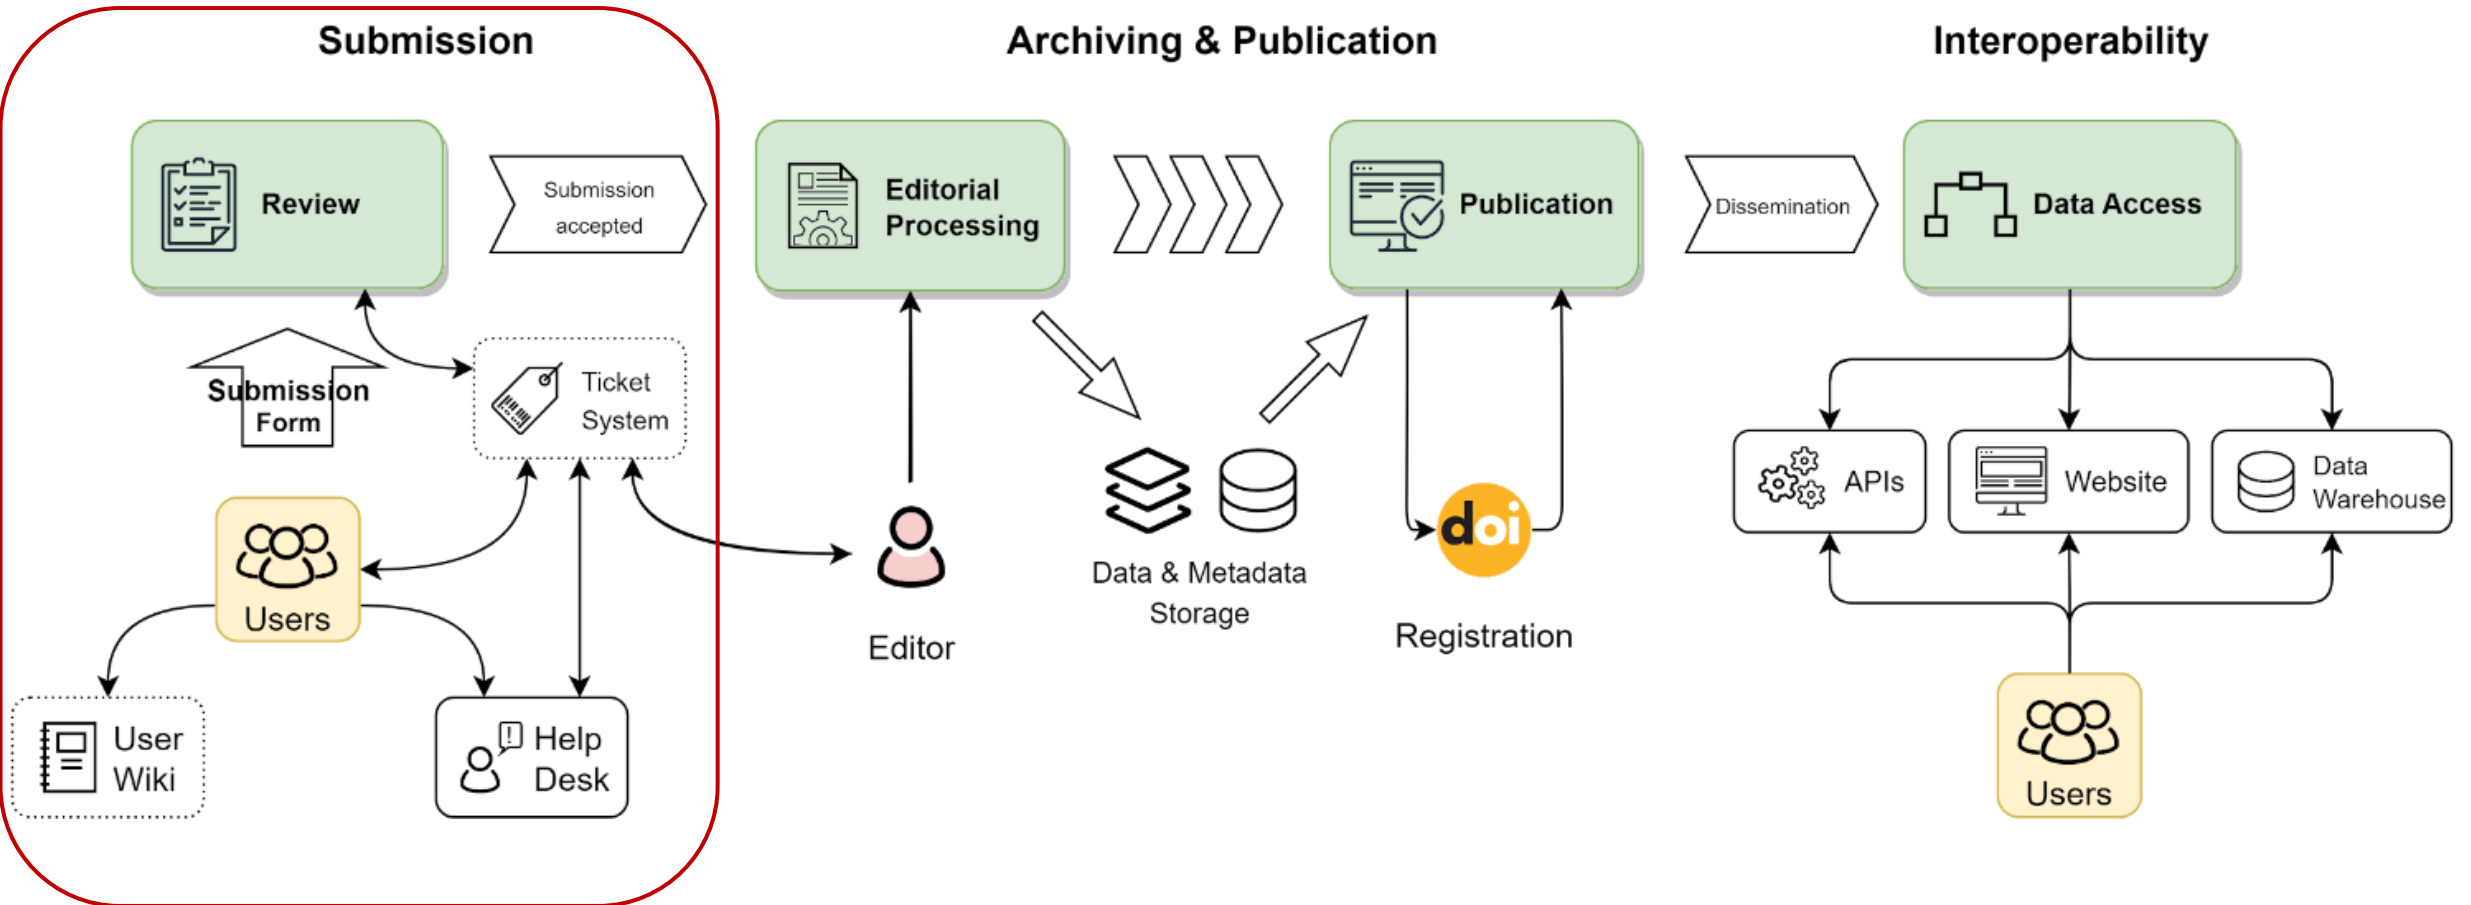 Submission
Archiving & Publication
Interoperability
Review
Submission
accepted
Editorial
Processing
Publication
Dissemination
Data Access
Submission
Form
Ticket
System
Users
User
Wiki
Help
Desk
!
Editor
Data & Metadata
Storage
doi
Registration
APIs
Website
Data
Warehouse
Users